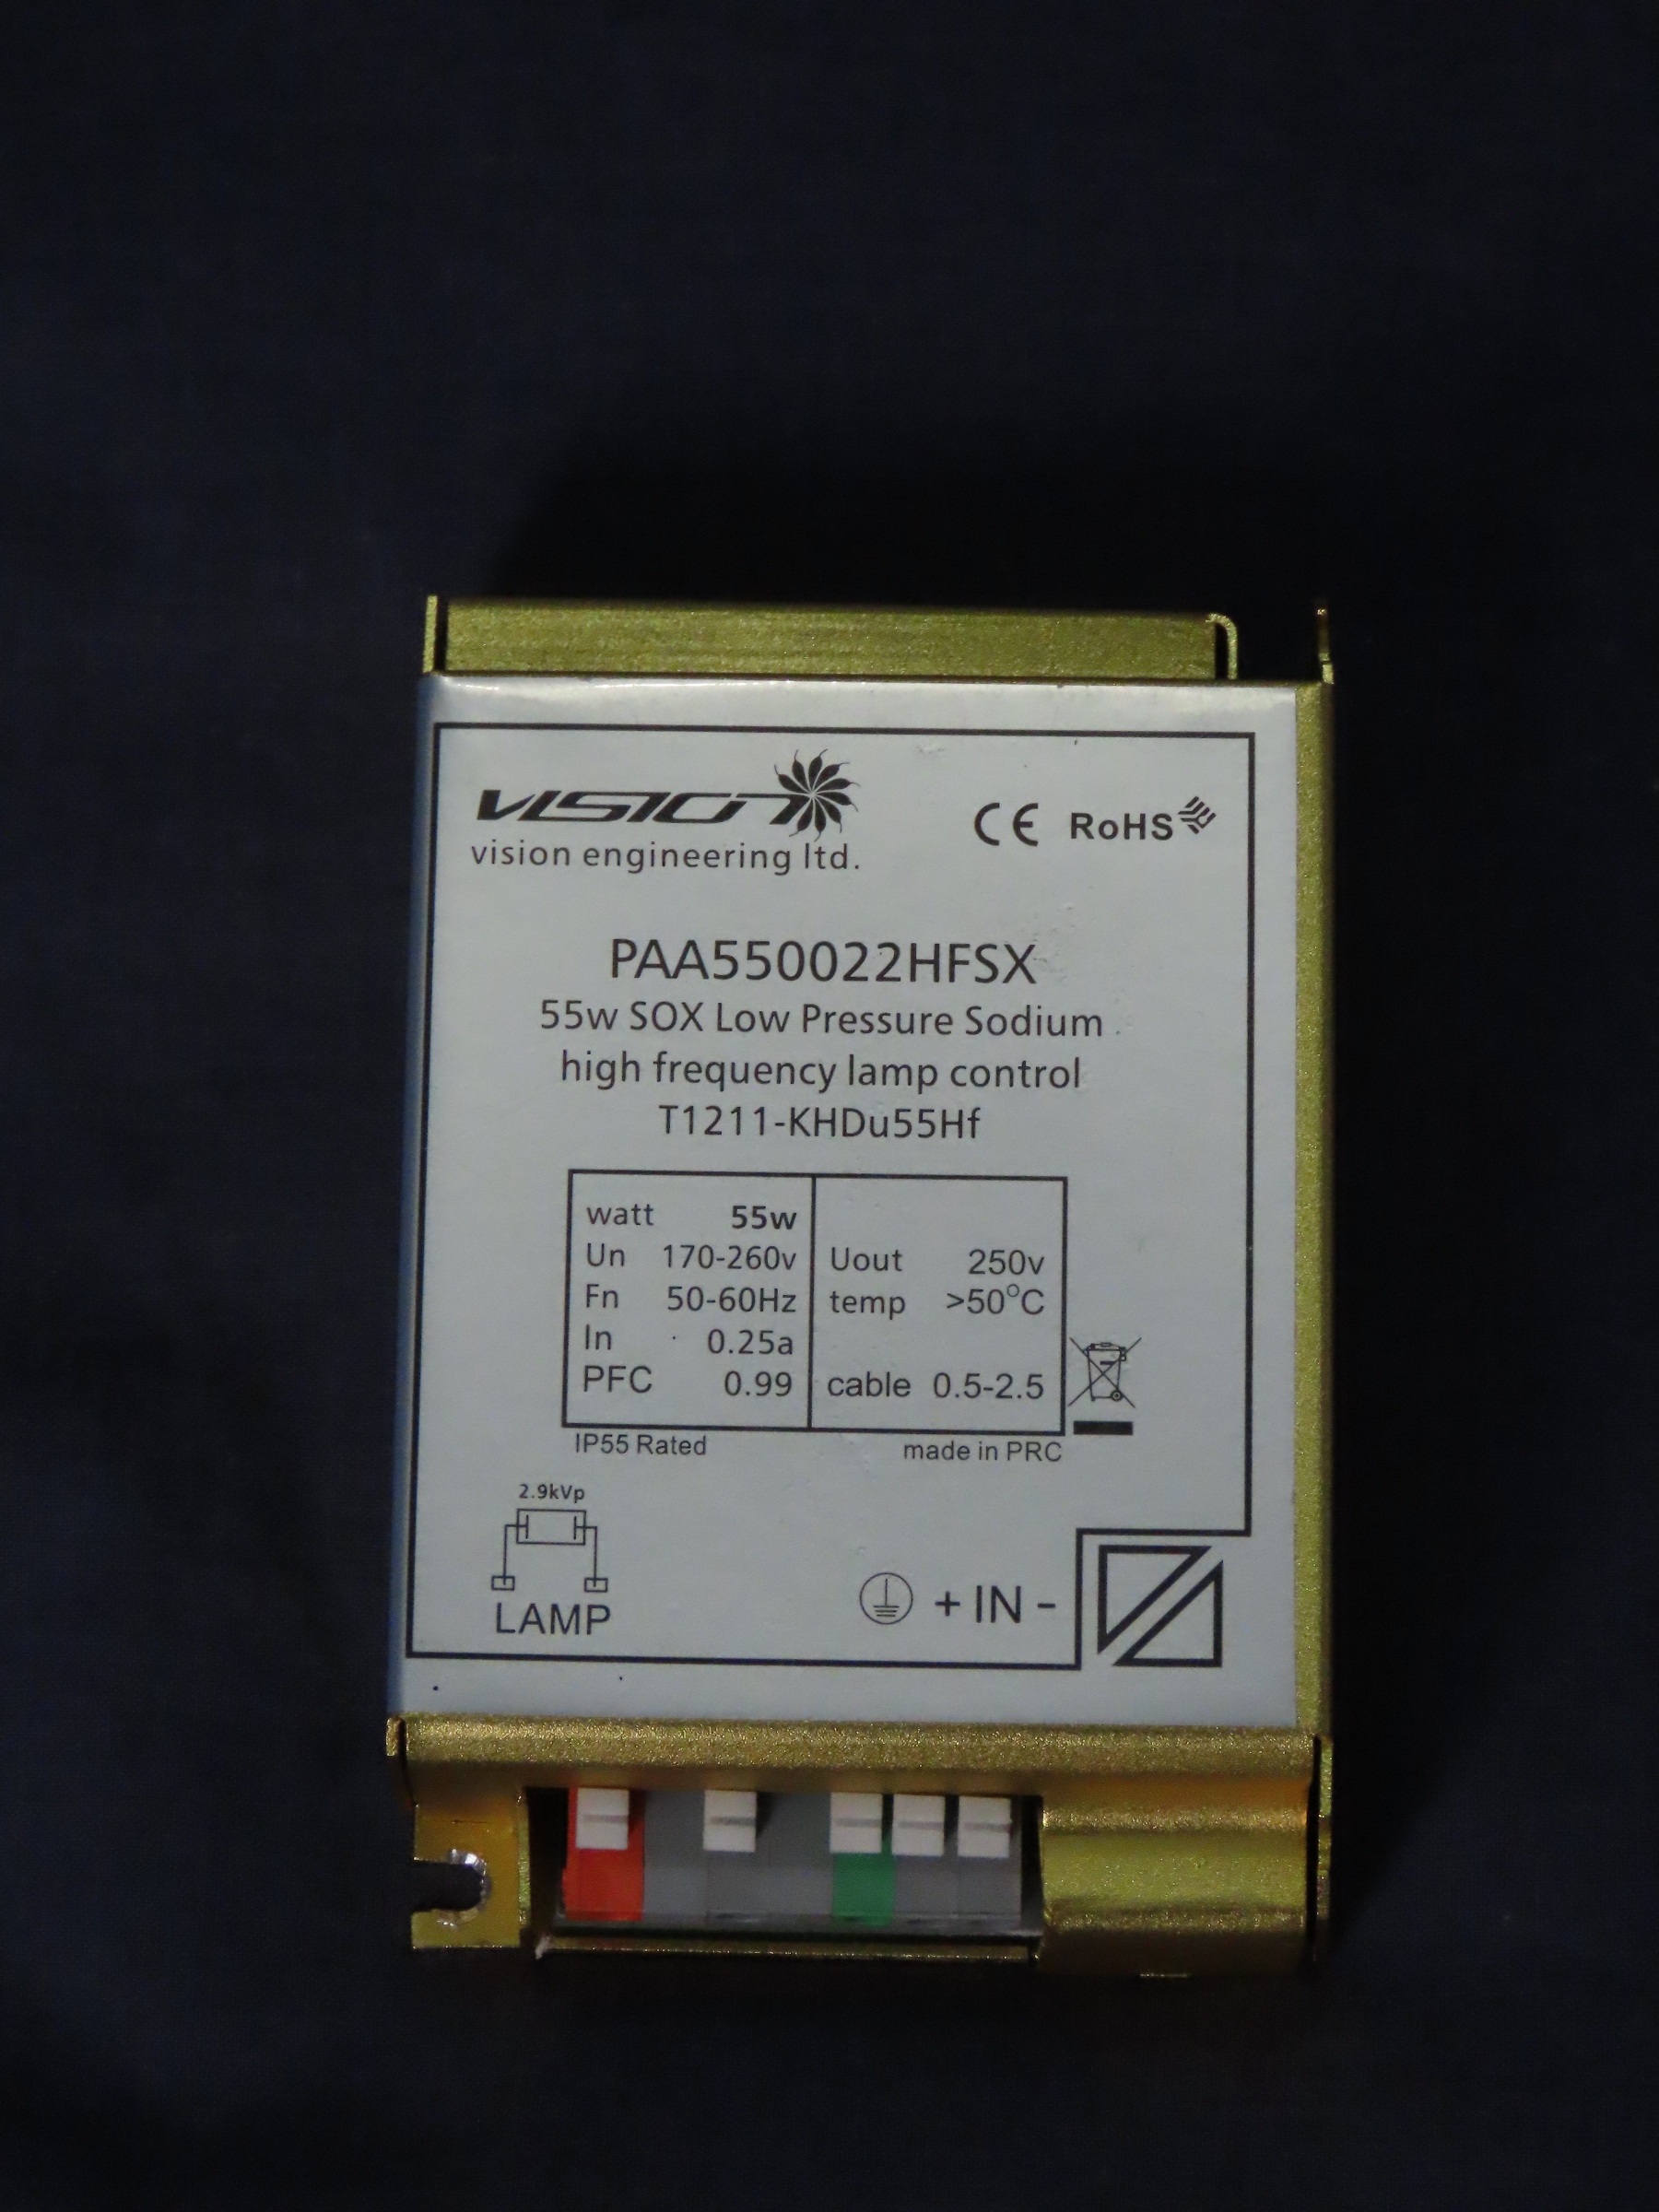 VISION
vision engineering ltd.
CE RoHS
PAA550022HFSX
55w SOX Low Pressure Sodium
high frequency lamp control
T1211-KHDu55Hf
watt 55w
Un 170-260v Uout 250v
Fn 50-60Hz temp >50°C
In 0.25a
PFC 0.99 cable 0.5-2.5
IP55 Rated made in PRC
2.9kVp
LAMP
+ IN -